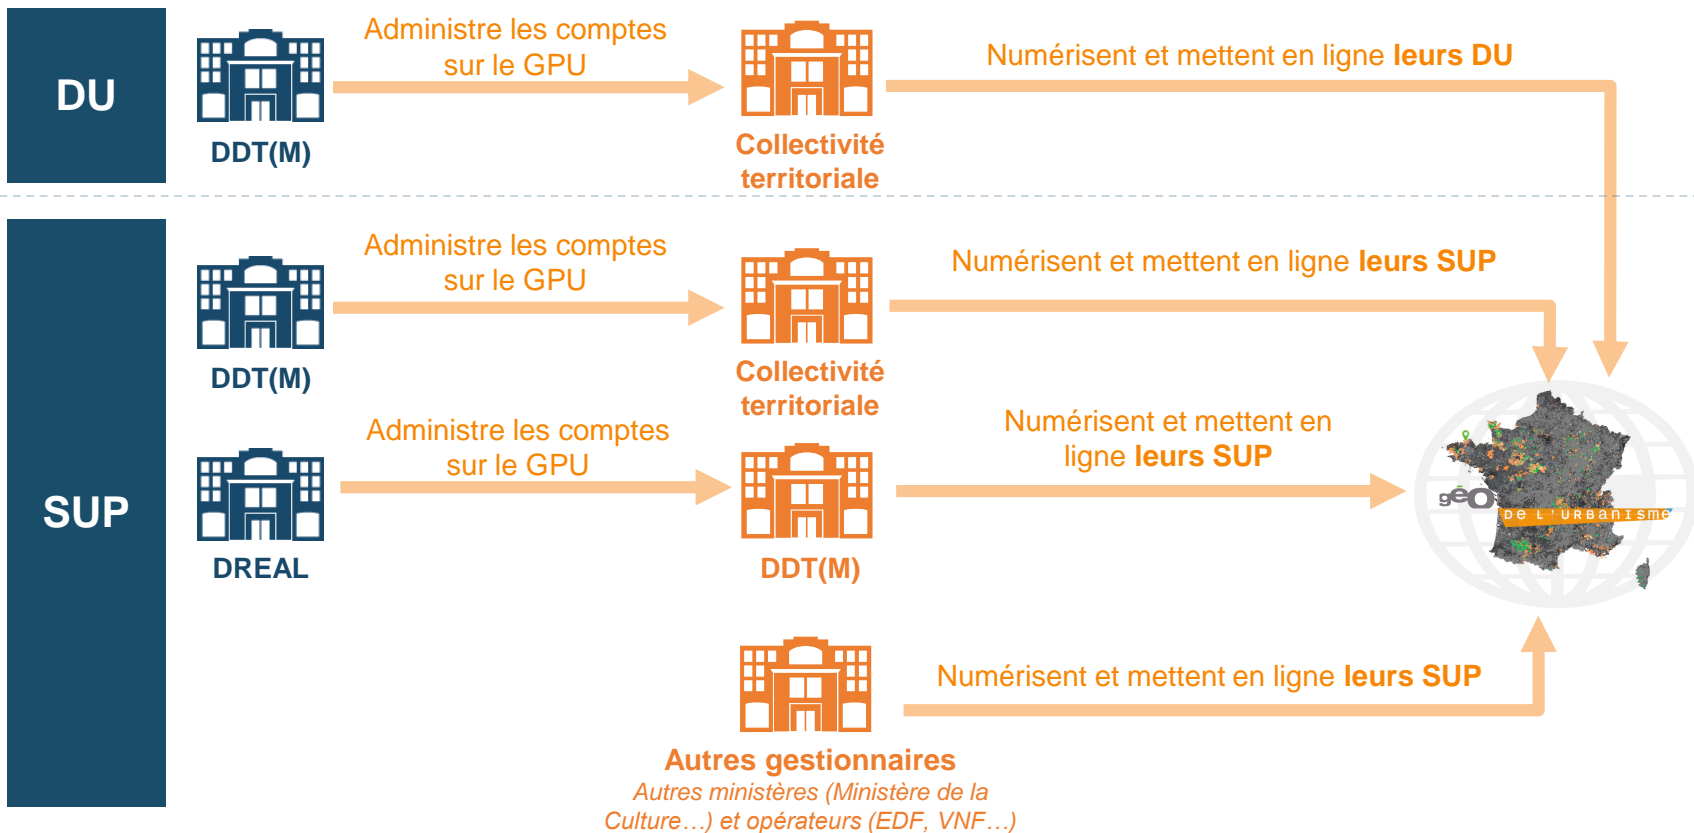 DU
Administre les comptes
sur le GPU
DDT(M)
Collectivité
territoriale
Numérisent et mettent en ligne leurs DU
SUP
Administre les comptes
sur le GPU
DDT(M)
Collectivité
territoriale
Numérisent et mettent en ligne leurs SUP
Administre les comptes
sur le GPU
DREAL
DDT(M)
Numérisent et mettent en
ligne leurs SUP
géo
De L'URBanisme
Autres gestionnaires
Autres ministères (Ministère de la
Culture…) et opérateurs (EDF, VNF…)
Numérisent et mettent en ligne leurs SUP